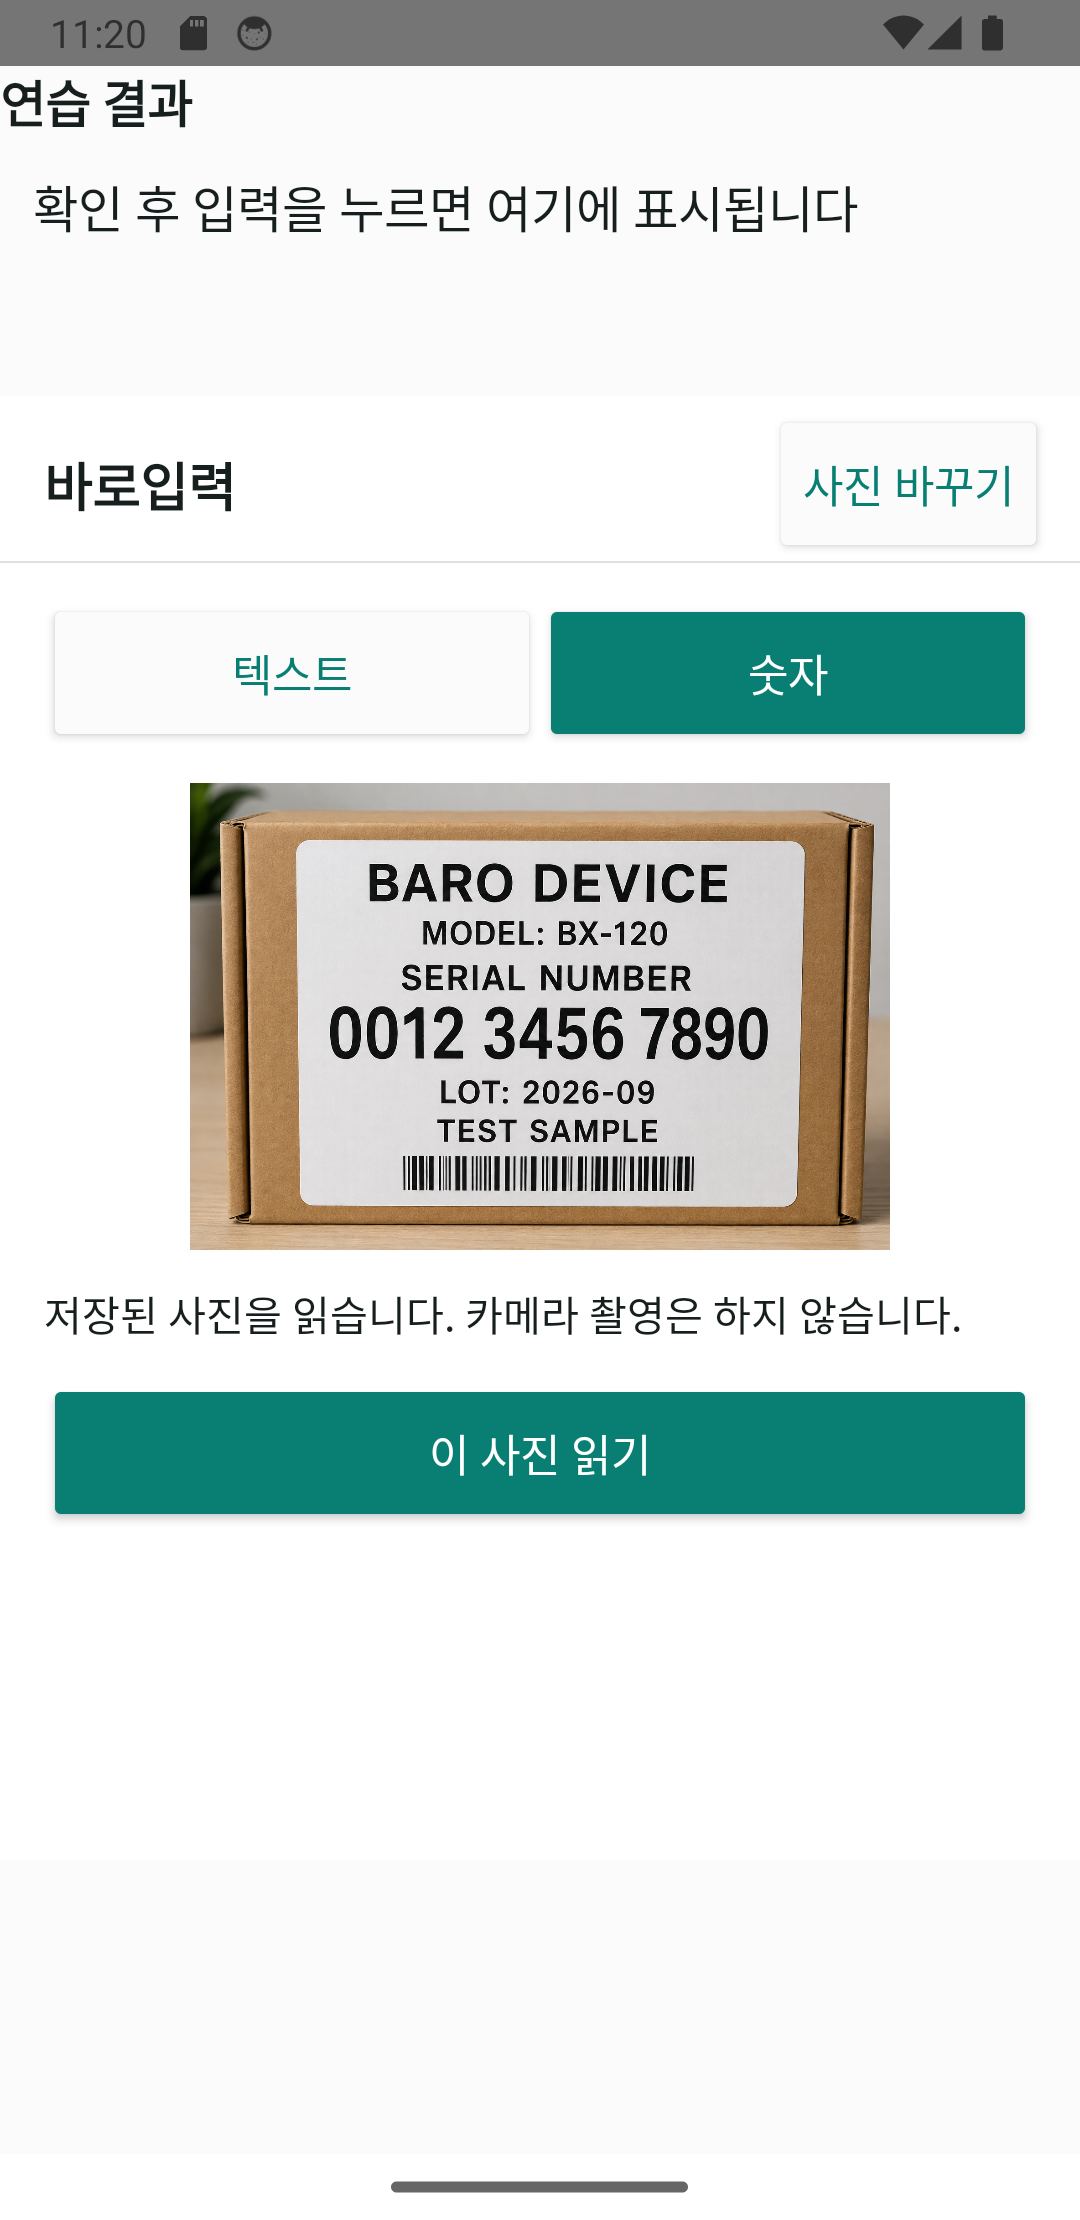 11:20
연습 결과
확인 후 입력을 누르면 여기에 표시됩니다
바로입력
사진 바꾸기
텍스트
숫자
BARO DEVICE
MODEL: BX-120
SERIAL NUMBER
0012 3456 7890
LOT: 2026-09
TEST SAMPLE
저장된 사진을 읽습니다. 카메라 촬영은 하지 않습니다.
이 사진 읽기